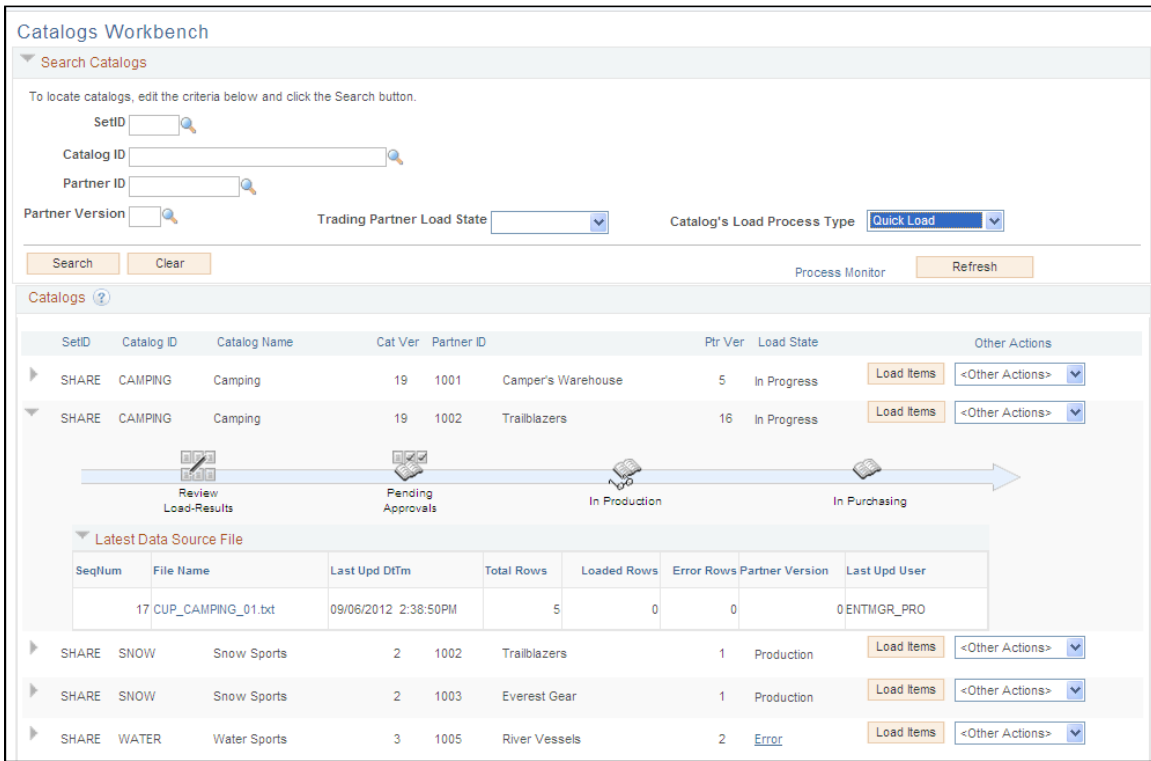 Catalogs Workbench
Search Catalogs
To locate catalogs, edit the criteria below and click the Search button.
SetID
Catalog ID
Partner ID
Partner Version Trading Partner Load State Catalog's Load Process Type Quick Load
Search Clear Process Monitor Refresh
Catalogs ?
SetID Catalog ID Catalog Name Cat Ver Partner ID Ptr Ver Load State Other Actions
SHARE CAMPING Camping 19 1001 Camper's Warehouse 5 In Progress Load Items <Other Actions>
SHARE CAMPING Camping 19 1002 Trailblazers 16 In Progress Load Items <Other Actions>
Review Load-Results
Pending Approvals
In Production
In Purchasing
Latest Data Source File
SeqNum File Name Last Upd DtTm Total Rows Loaded Rows Error Rows Partner Version Last Upd User
17 CUP_CAMPING_01.txt 09/06/2012 2:38:50PM 5 0 0 0 ENTMGR_PRO
SHARE SNOW Snow Sports 2 1002 Trailblazers 1 Production Load Items <Other Actions>
SHARE SNOW Snow Sports 2 1003 Everest Gear 1 Production Load Items <Other Actions>
SHARE WATER Water Sports 3 1005 River Vessels 2 Error Load Items <Other Actions>